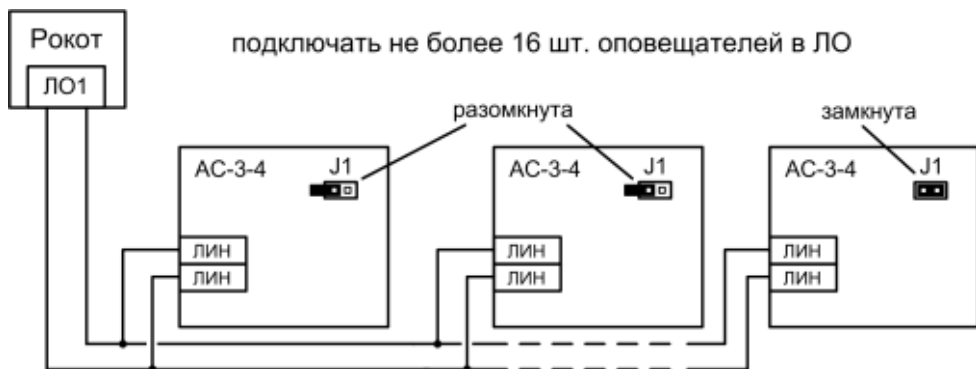 Рокот
ЛО1
подключать не более 16 шт. оповещателей в ЛО
разомкнута
замкнута
АС-3-4
J1
ЛИН
ЛИН
АС-3-4
J1
ЛИН
ЛИН
АС-3-4
J1
ЛИН
ЛИН